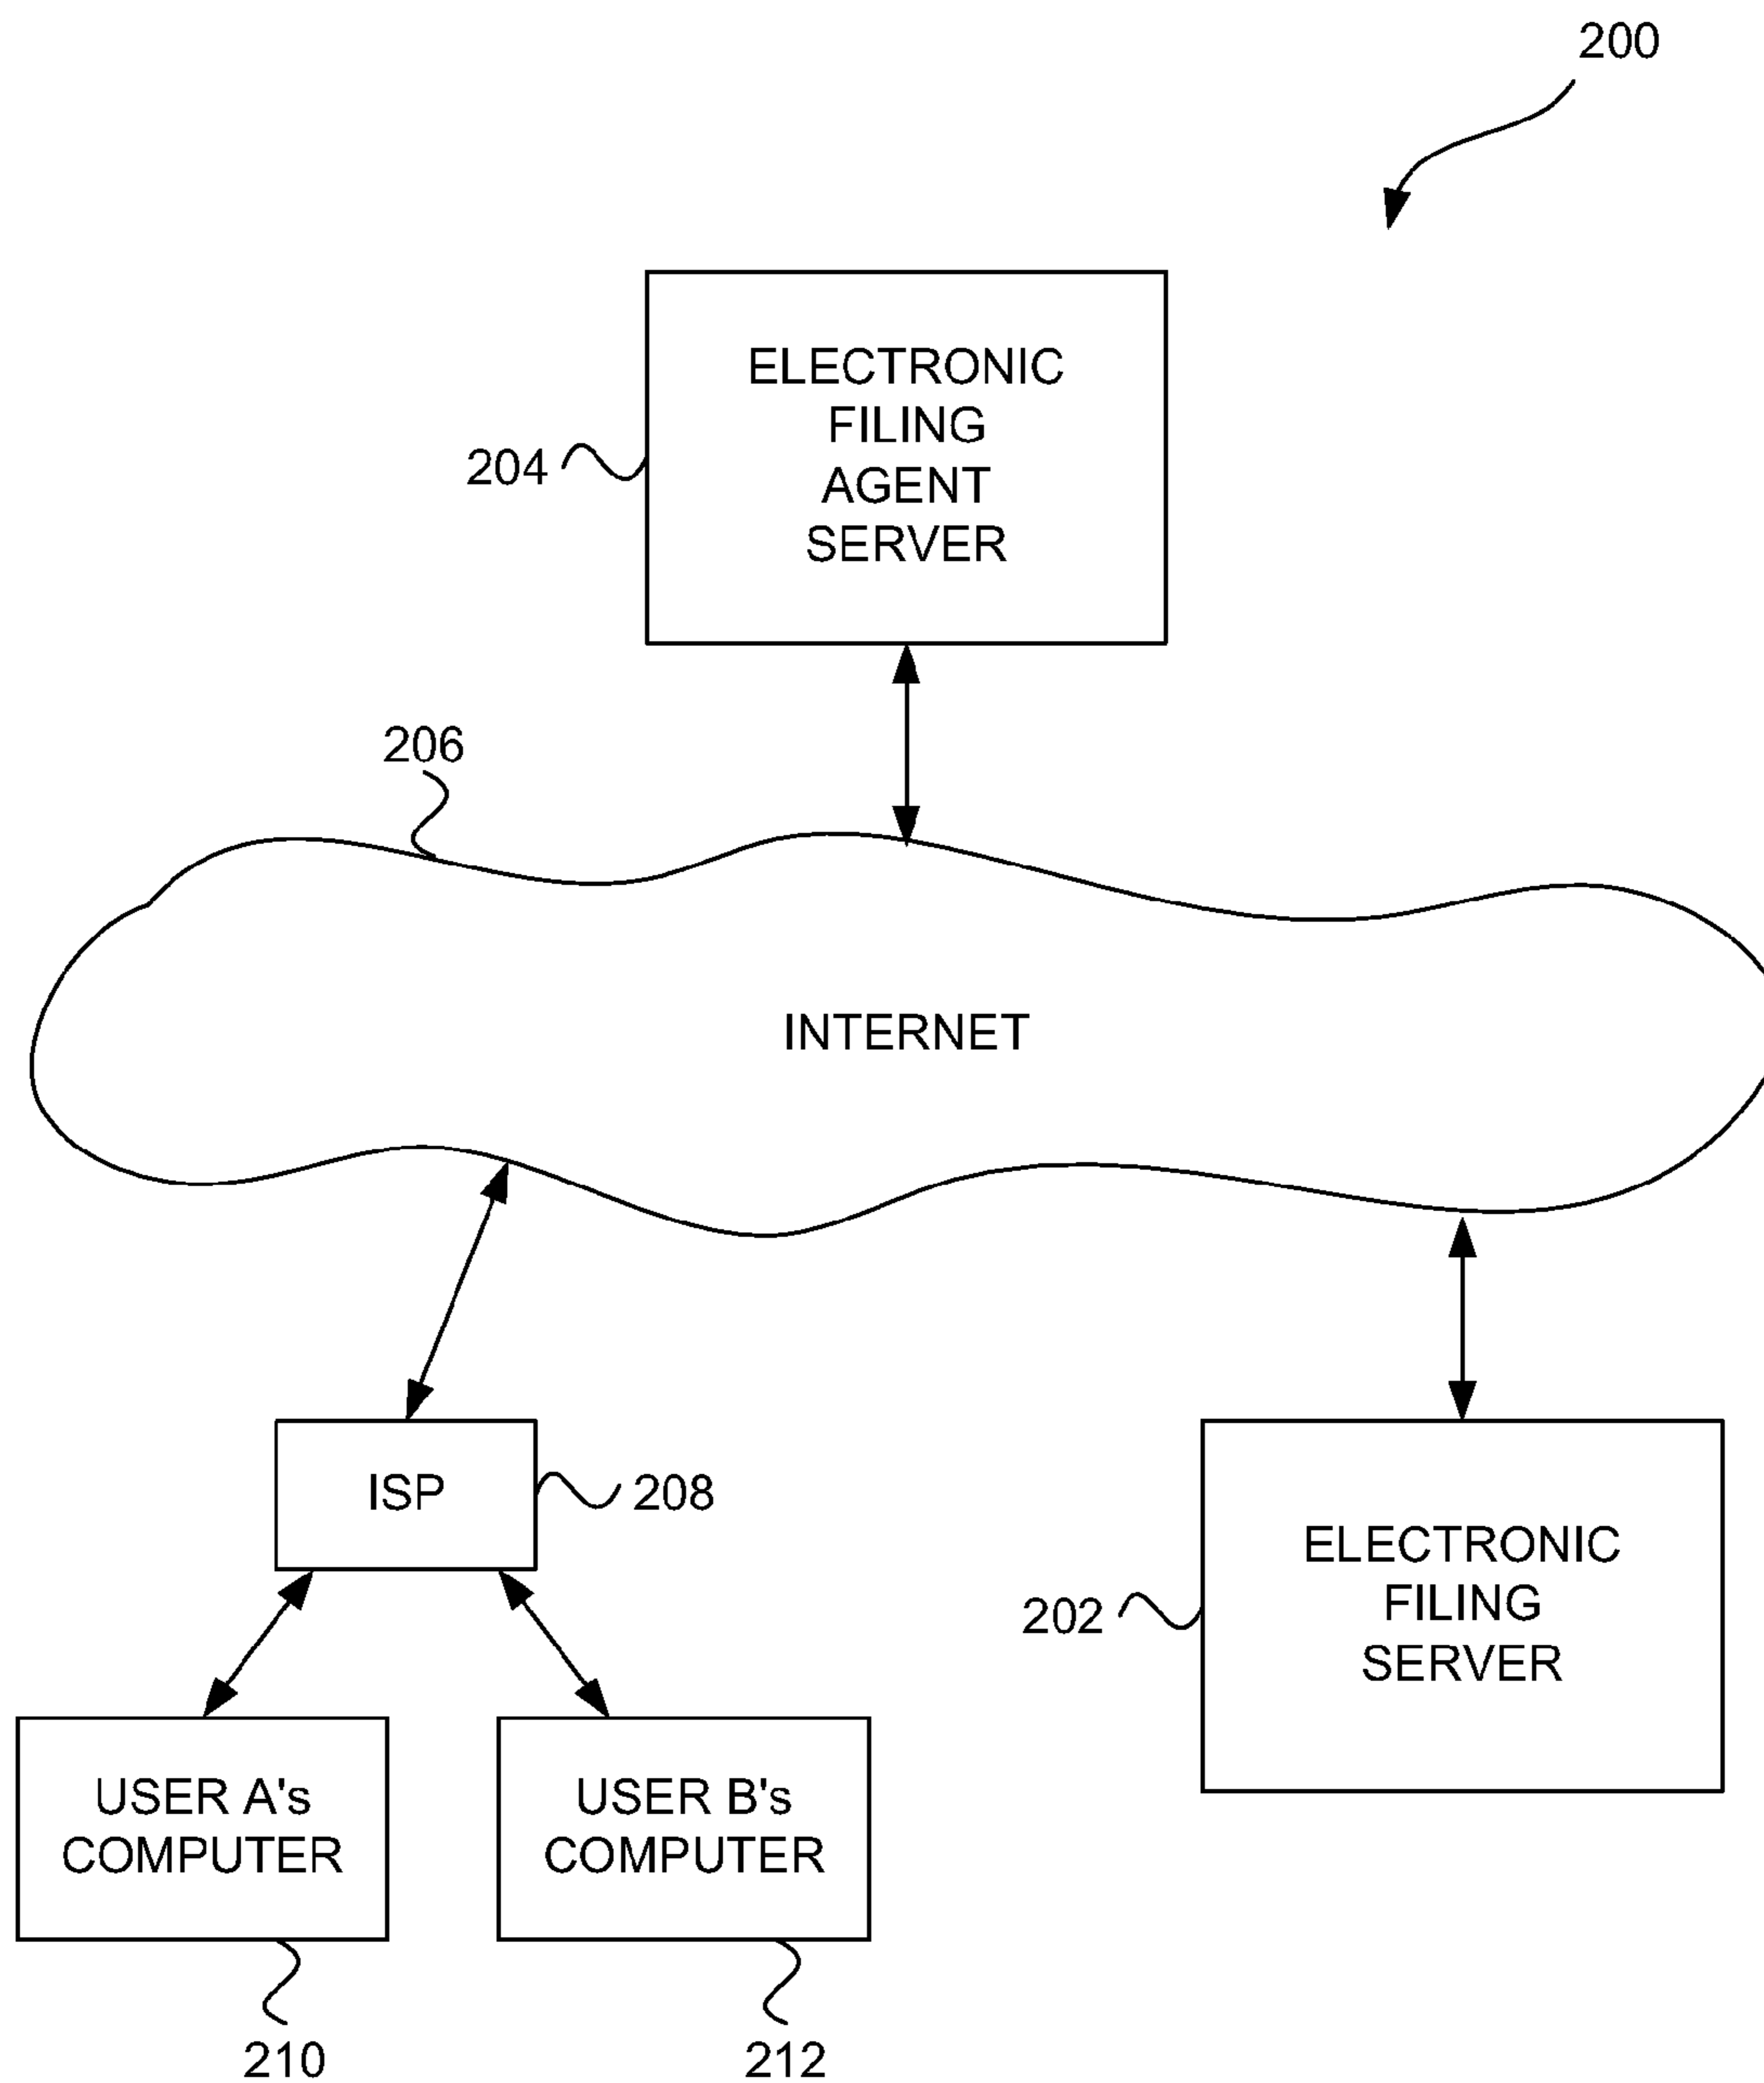 200
ELECTRONIC
FILING
AGENT
SERVER
204
206
INTERNET
ISP
208
ELECTRONIC
FILING
SERVER
202
USER A's
COMPUTER
USER B's
COMPUTER
210
212